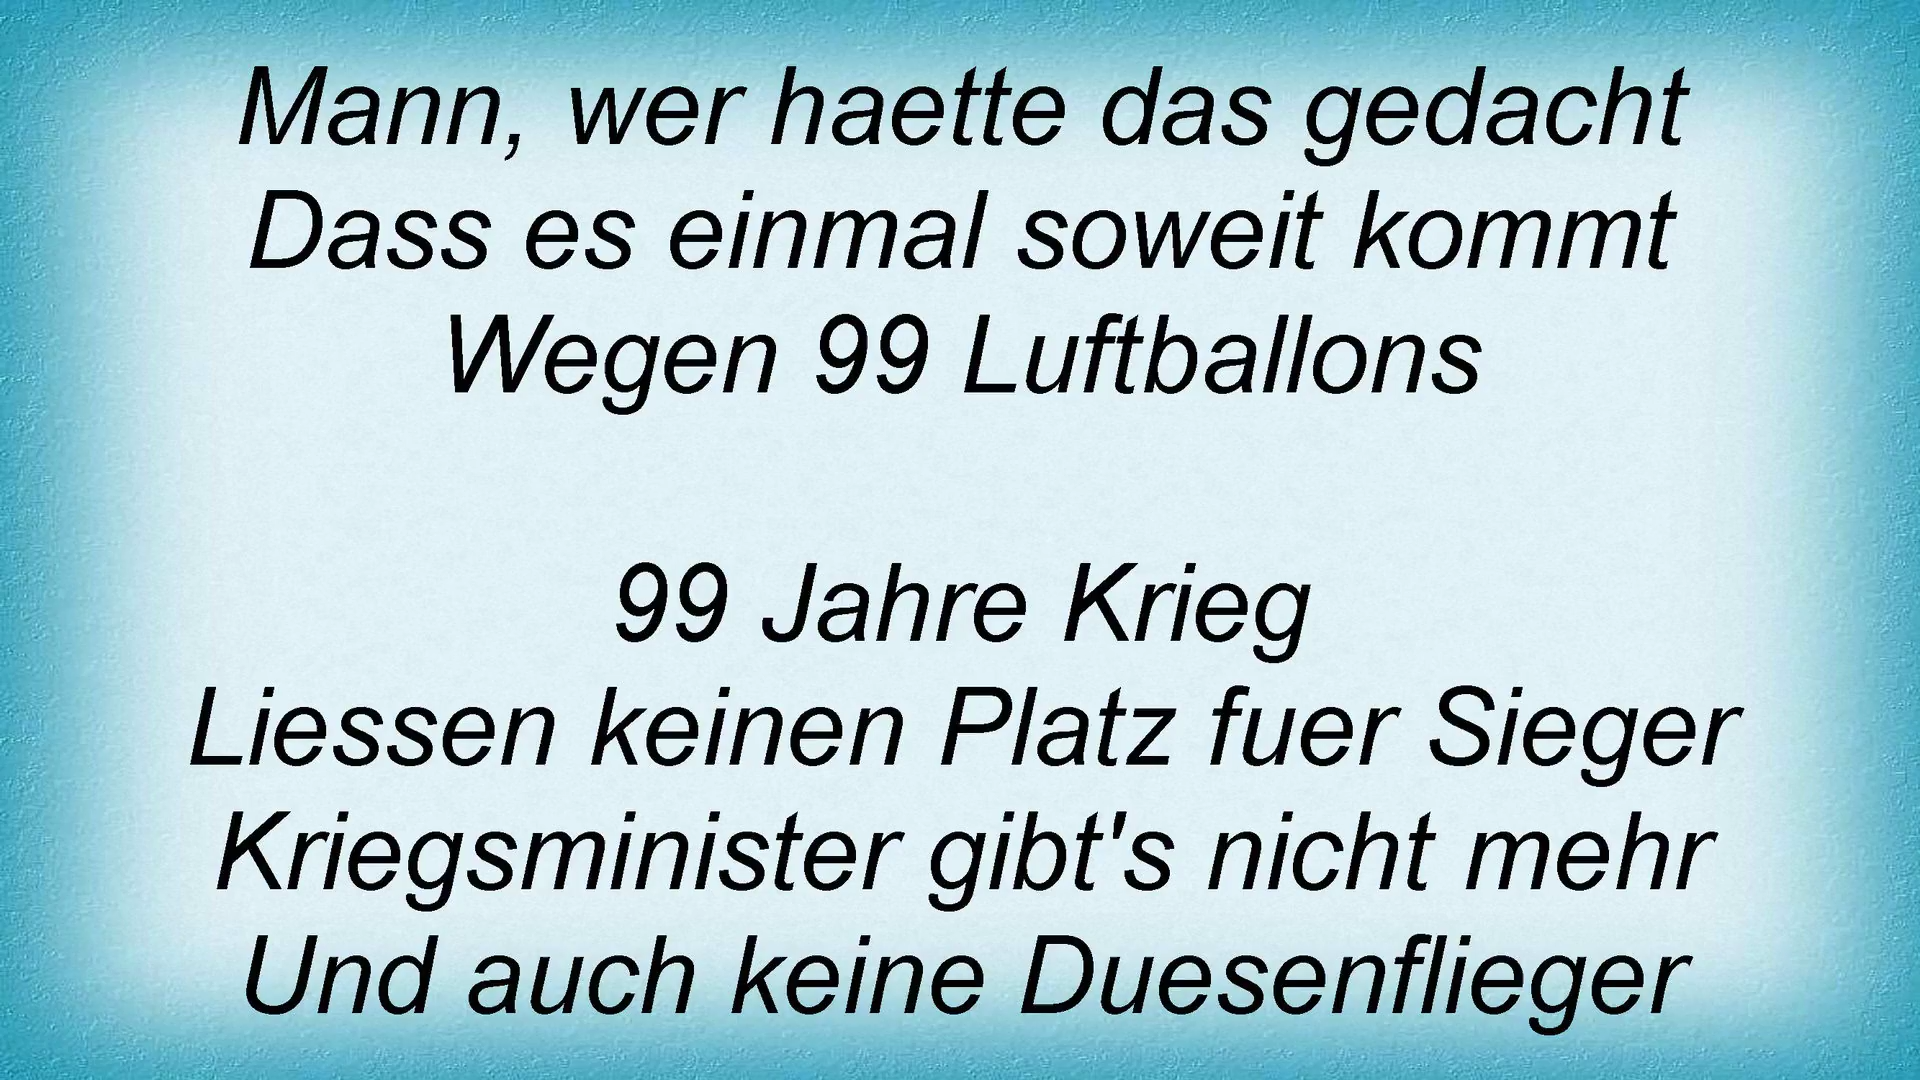 Mann, wer haette das gedacht
Dass es einmal soweit kommt
Wegen 99 Luftballons
99 Jahre Krieg
Liessen keinen Platz fuer Sieger
Kriegsminister gibt's nicht mehr
Und auch keine Duesenflieger